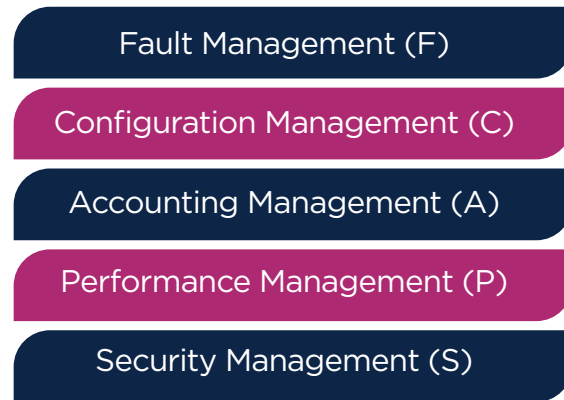 Fault Management (F)
Configuration Management (C)
Accounting Management (A)
Performance Management (P)
Security Management (S)